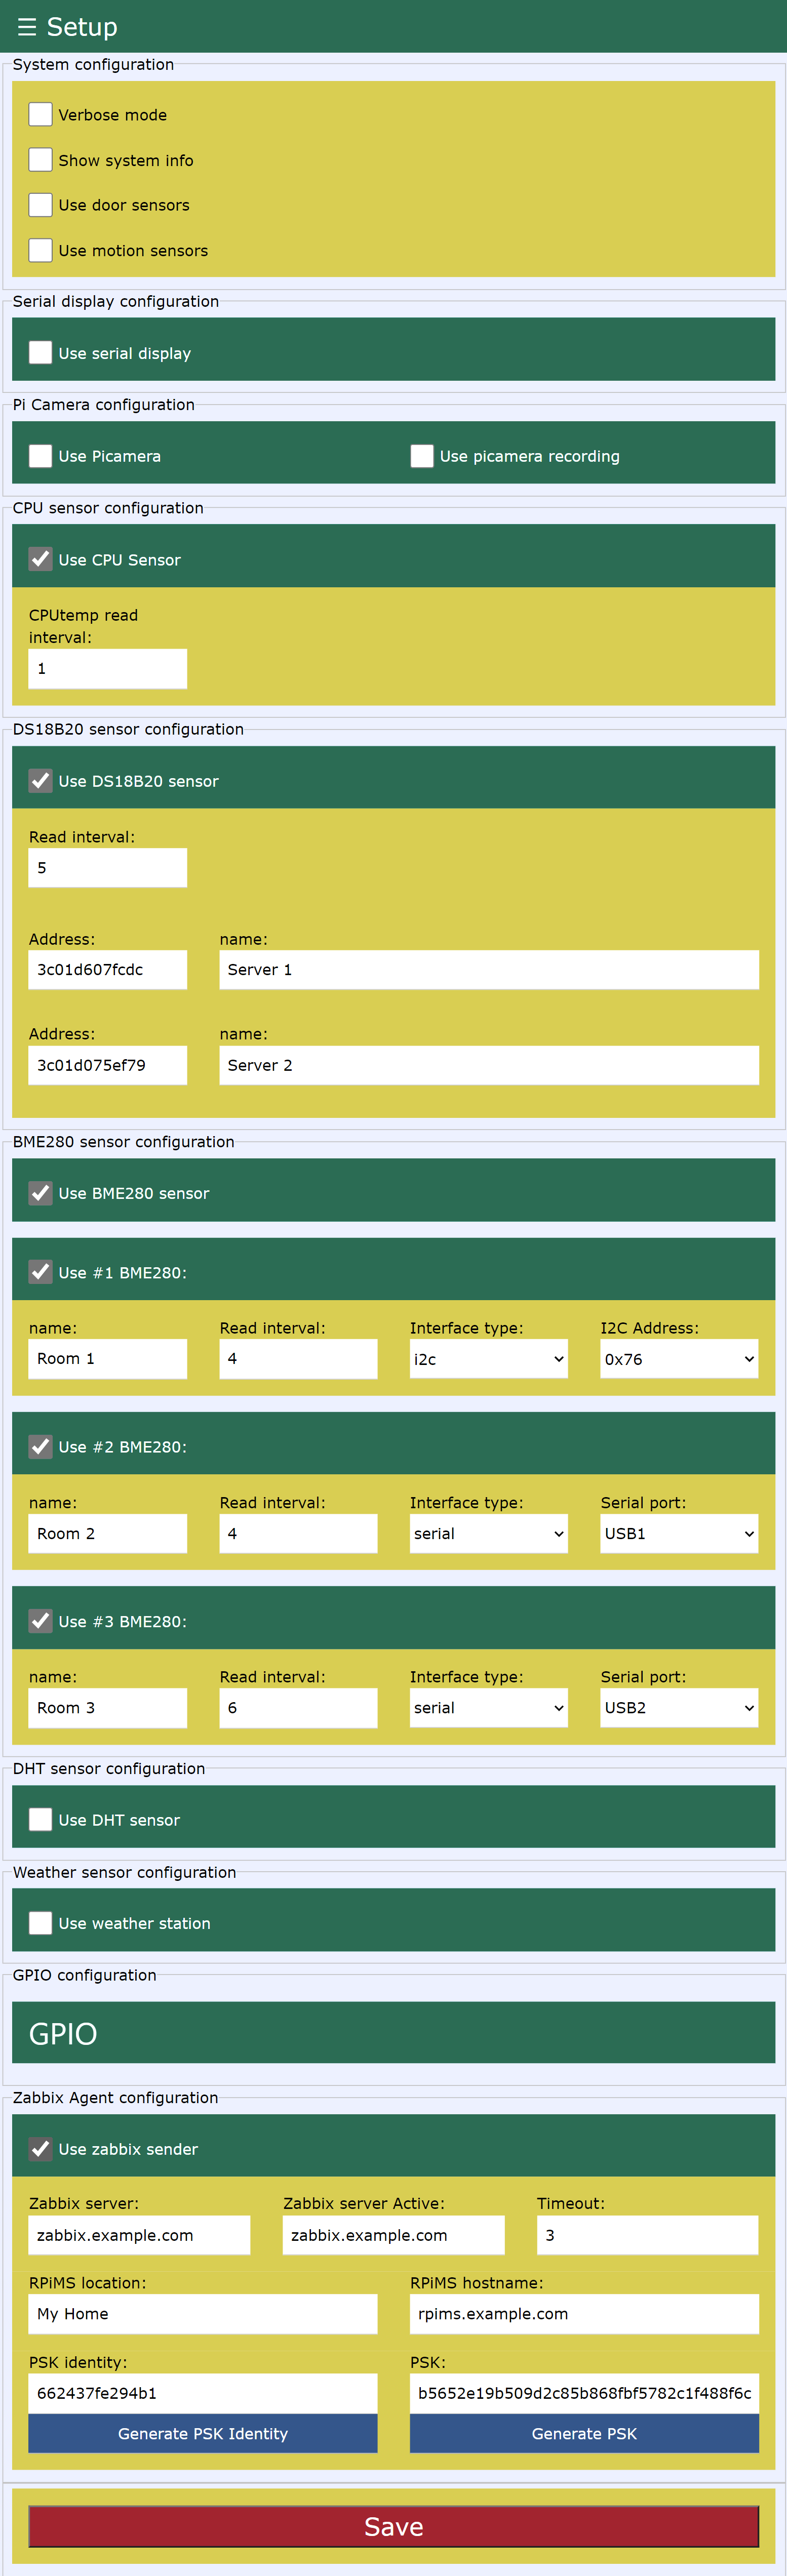 ☰ Setup
System configuration
Verbose mode
Show system info
Use door sensors
Use motion sensors
Serial display configuration
Use serial display
Pi Camera configuration
Use Picamera
Use picamera recording
CPU sensor configuration
Use CPU Sensor
CPUtemp read
interval:
1
DS18B20 sensor configuration
Use DS18B20 sensor
Read interval:
5
Address: name:
3c01d607fcdc Server 1
Address: name:
3c01d075ef79 Server 2
BME280 sensor configuration
Use BME280 sensor
Use #1 BME280:
name: Read interval: Interface type: I2C Address:
Room 1 4 i2c 0x76
Use #2 BME280:
name: Read interval: Interface type: Serial port:
Room 2 4 serial USB1
Use #3 BME280:
name: Read interval: Interface type: Serial port:
Room 3 6 serial USB2
DHT sensor configuration
Use DHT sensor
Weather sensor configuration
Use weather station
GPIO configuration
GPIO
Zabbix Agent configuration
Use zabbix sender
Zabbix server: Zabbix server Active: Timeout:
zabbix.example.com zabbix.example.com 3
RPiMS location: RPiMS hostname:
My Home rpims.example.com
PSK identity: PSK:
662437fe294b1 b5652e19b509d2c85b868fbf5782c1f488f6c
Generate PSK Identity Generate PSK
Save